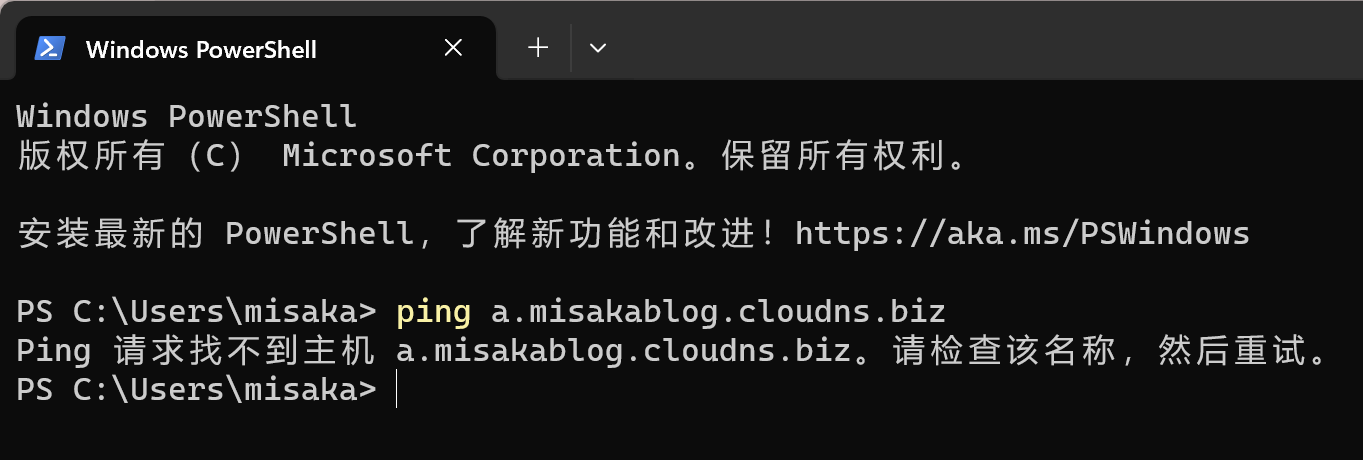 Windows PowerShell
Windows PowerShell
版权所有（C） Microsoft Corporation。保留所有权利。
安装最新的 PowerShell，了解新功能和改进！https://aka.ms/PSWindows
PS C:\Users\misaka> ping a.misakablog.cloudns.biz
Ping 请求找不到主机 a.misakablog.cloudns.biz。请检查该名称，然后重试。
PS C:\Users\misaka>